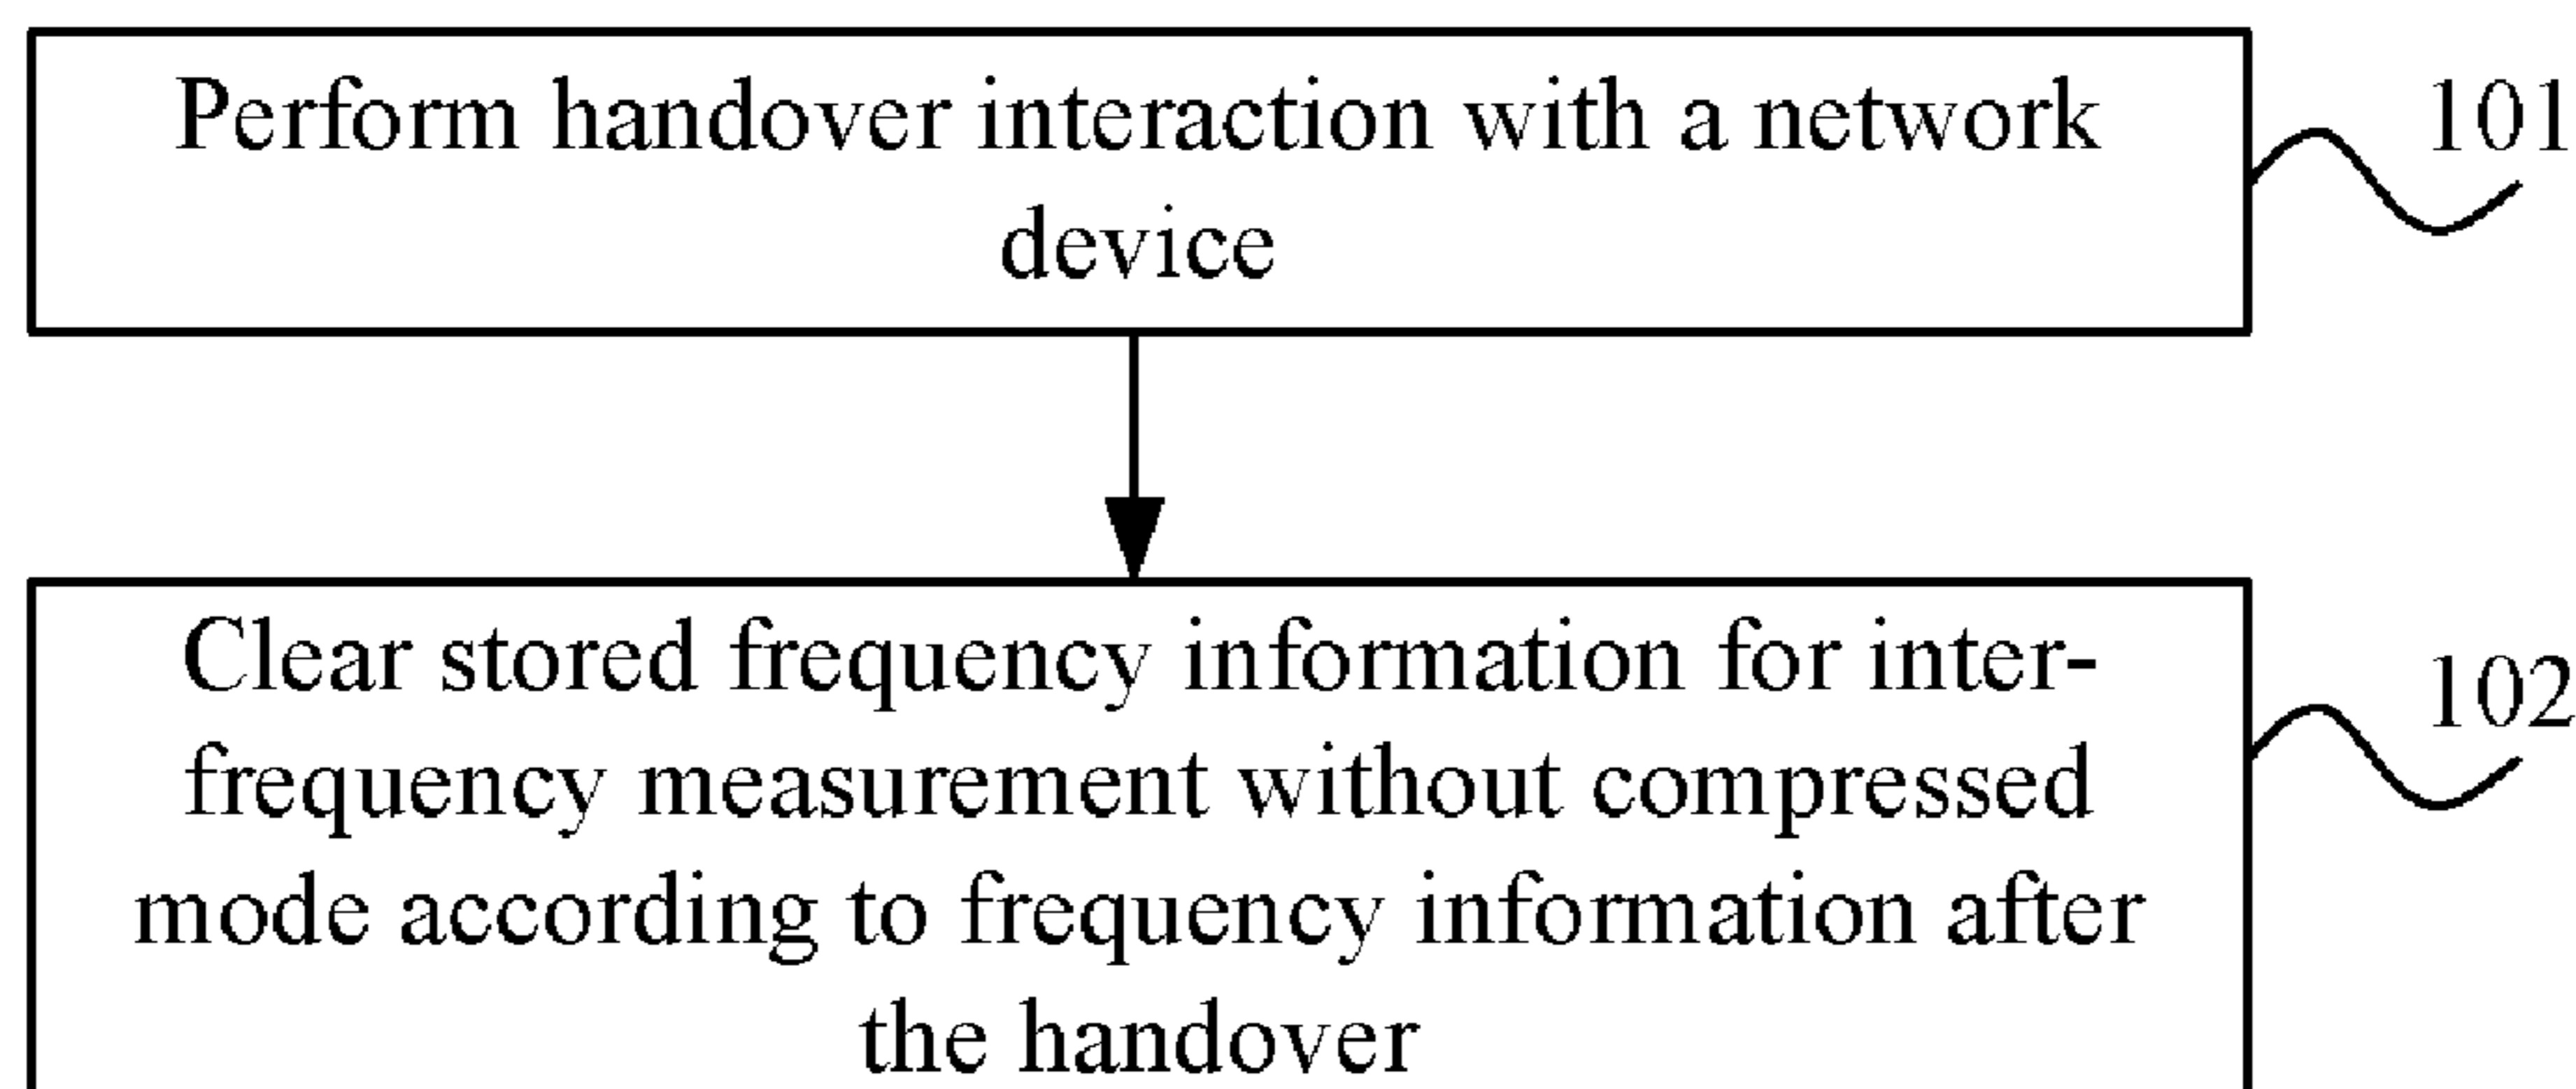 Perform handover interaction with a network
device
101
Clear stored frequency information for inter-
frequency measurement without compressed
mode according to frequency information after
the handover
102